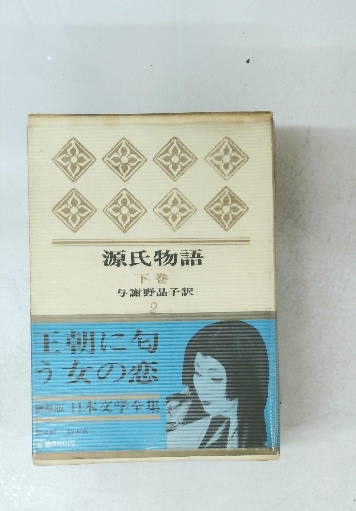 源氏物語
下巻
与謝野晶子訳
2
王朝に匂
う女の恋
日本文学全集